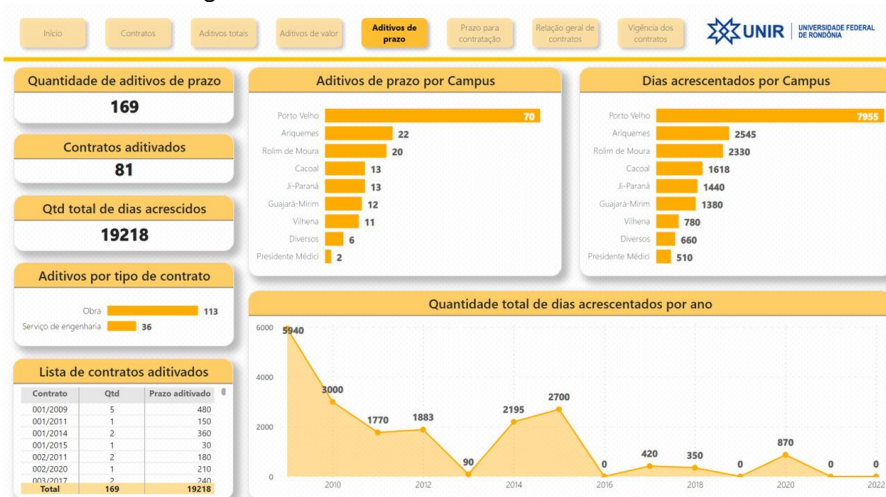 Início
Contratos
Aditivos totais
Aditivos de valor
Aditivos de
prazo
Prazo para
contratação
Relação geral de
contratos
Vigência dos
contratos
UNIR
UNIVERSIDADE FEDERAL
DE RONDÔNIA
Quantidade de aditivos de prazo
169
Contratos aditivados
81
Qtd total de dias acrescidos
19218
Aditivos por tipo de contrato
Obra 113
Serviço de engenharia 36
Lista de contratos aditivados
Contrato Qtd Prazo aditivado
001/2009 5 480
001/2011 1 150
001/2014 2 360
001/2015 1 30
002/2011 2 180
002/2020 1 210
003/2017 2 240
Total 169 19218
Aditivos de prazo por Campus
Porto Velho 70
Ariquemes 22
Rolim de Moura 20
Cacoal 13
Ji-Paraná 13
Guajará-Mirim 12
Vilhena 11
Diversos 6
Presidente Médici 2
Dias acrescentados por Campus
Porto Velho 7955
Ariquemes 2545
Rolim de Moura 2330
Cacoal 1618
Ji-Paraná 1440
Guajará-Mirim 1380
Vilhena 780
Diversos 660
Presidente Médici 510
Quantidade total de dias acrescentados por ano
6000
4000
2000
0
5940 3000 1770 1883 90 2195 2700 0 420 350 0 870 0 0
2010 2012 2014 2016 2018 2020 2022